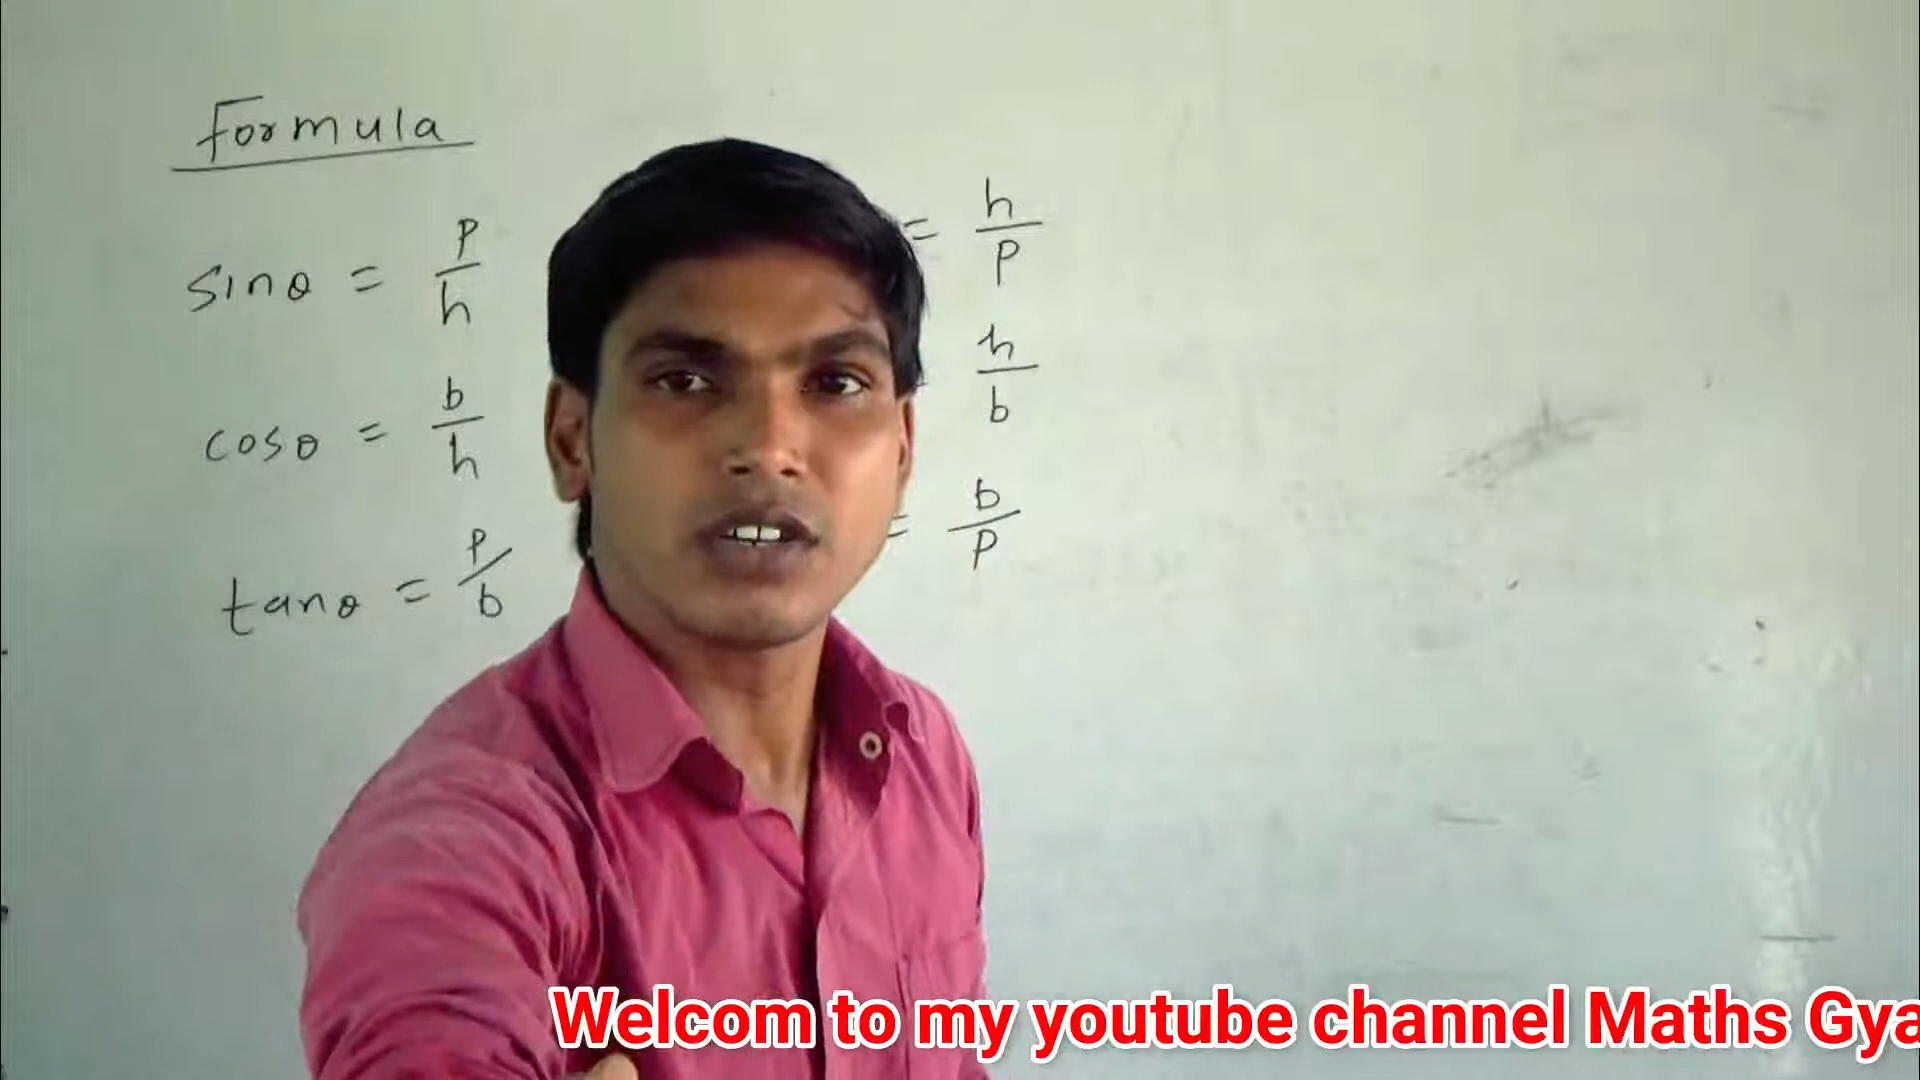 Formula
sinθ = p/h
= h/p
cosθ = b/h
h/b
tanθ = p/b
= b/p
Welcom to my youtube channel Maths Gya